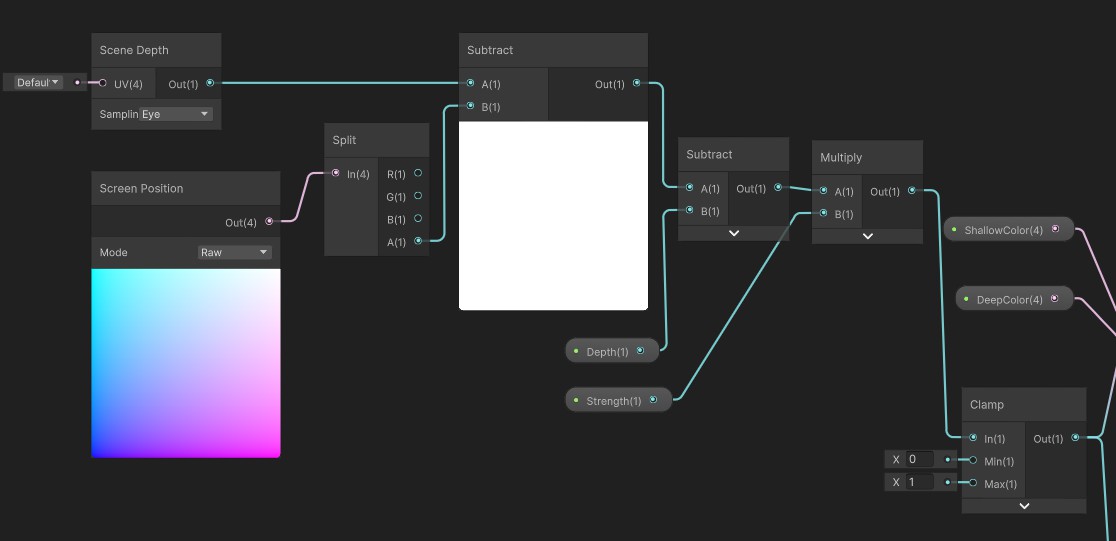 Scene Depth
Defaul
UV(4)
Out(1)
Samplin
Eye
Screen Position
Out(4)
Mode
Raw
Split
In(4)
R(1)
G(1)
B(1)
A(1)
Subtract
A(1)
Out(1)
B(1)
Subtract
A(1)
Out(1)
B(1)
Multiply
A(1)
Out(1)
B(1)
Depth(1)
Strength(1)
ShallowColor(4)
DeepColor(4)
Clamp
In(1)
Out(1)
X 0
Min(1)
X 1
Max(1)